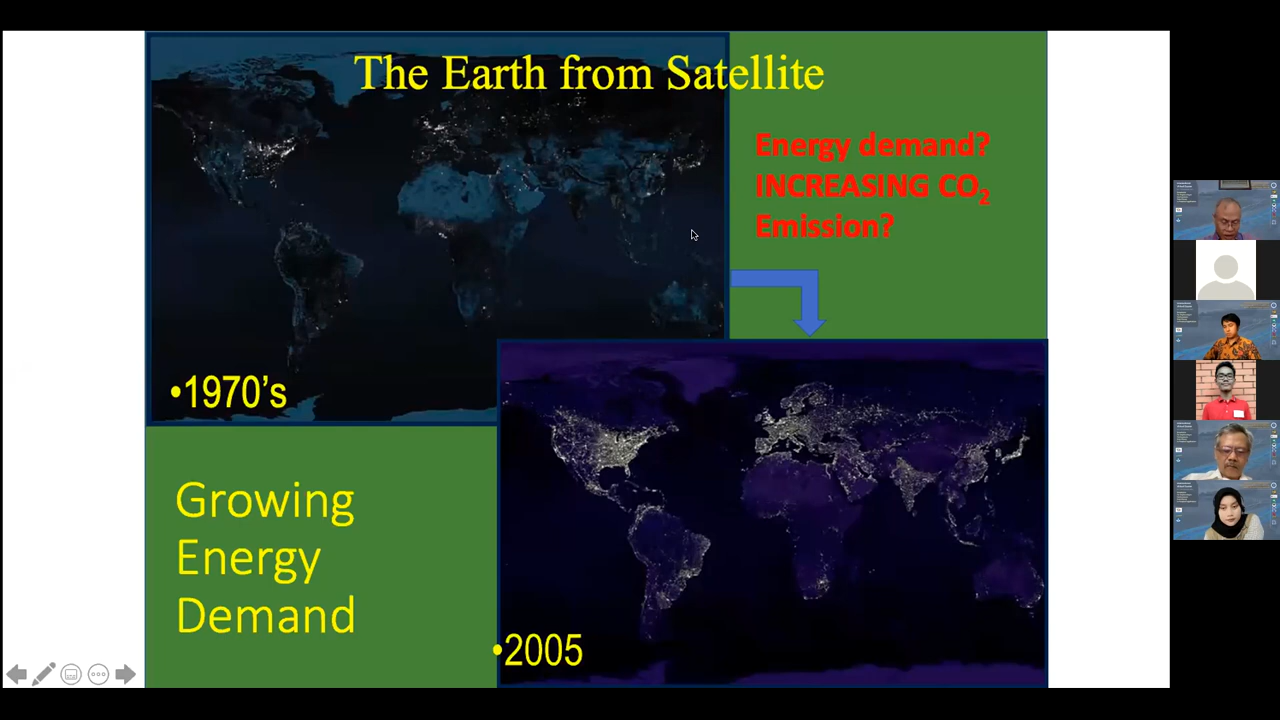 The Earth from Satellite
Energy demand?
INCREASING CO₂
Emission?
•1970's
Growing
Energy
Demand
•2005